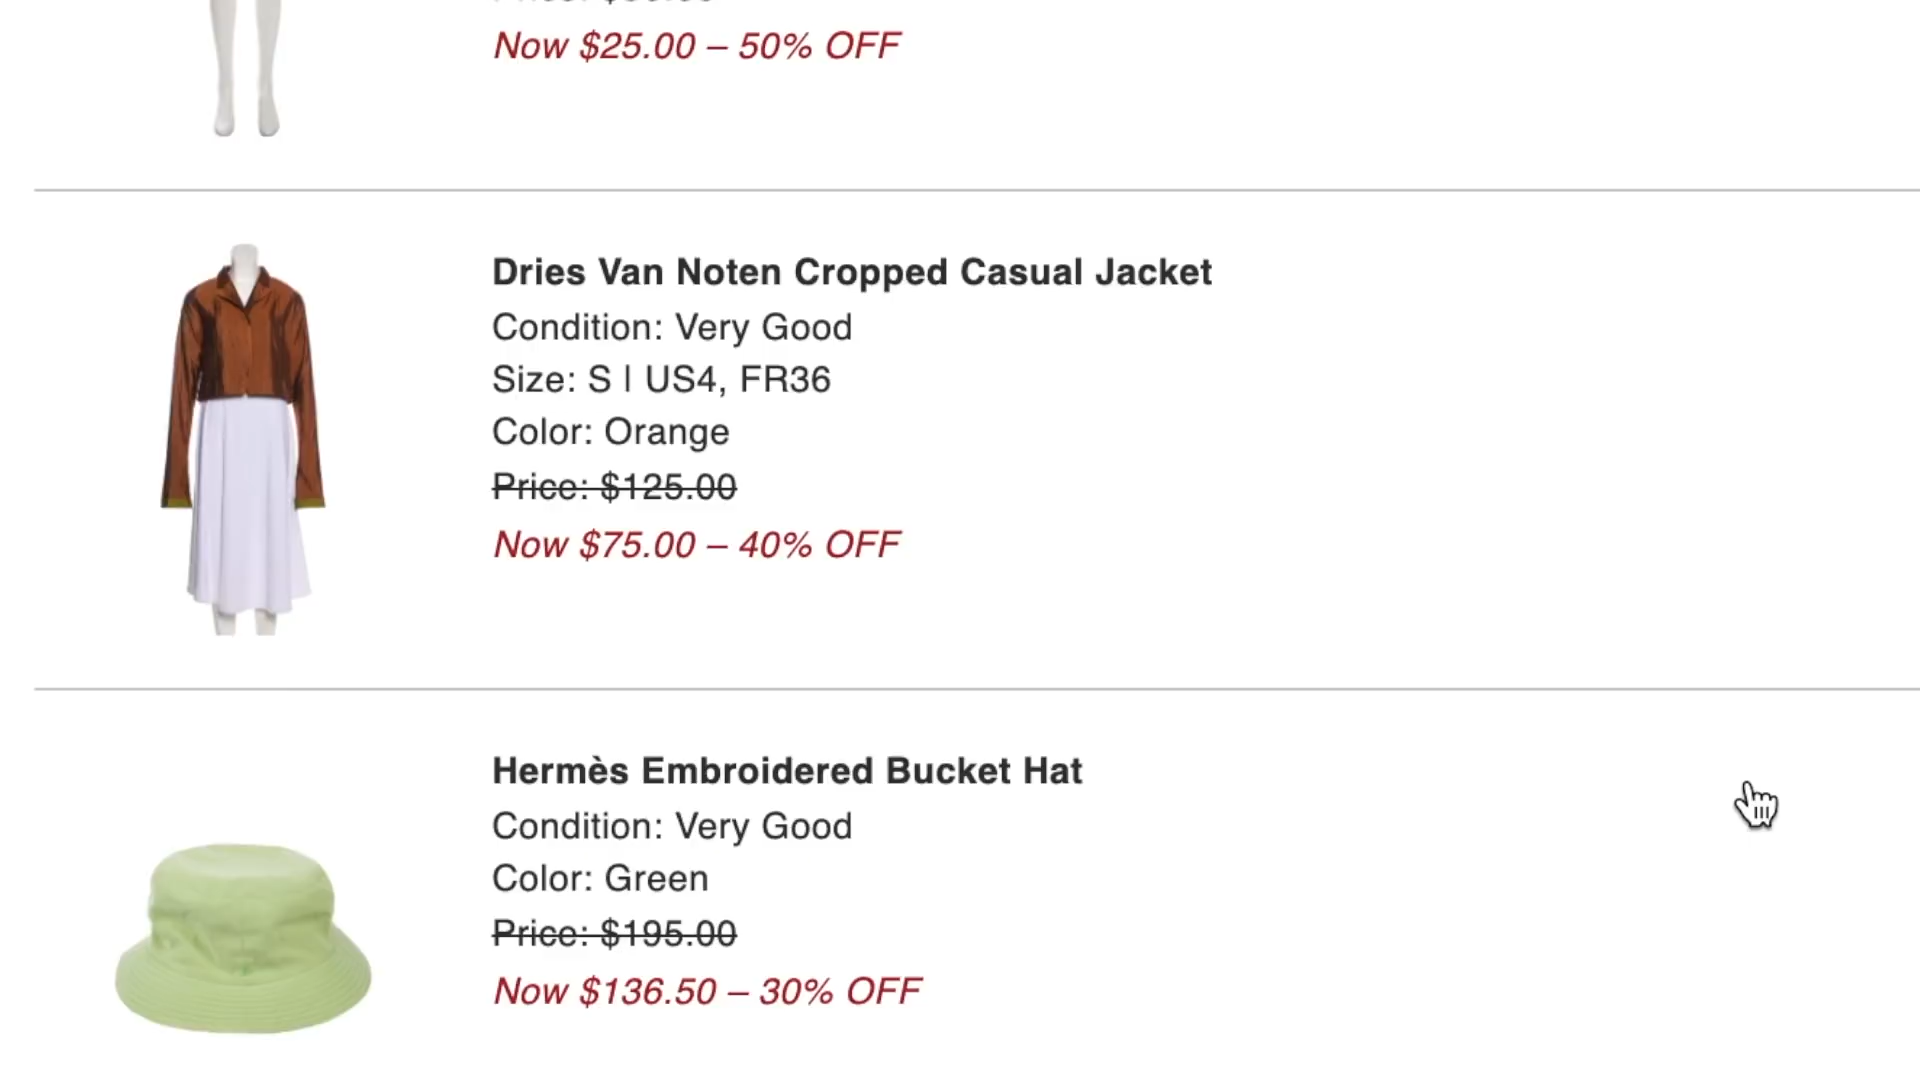 Now $25.00 – 50% OFF
Dries Van Noten Cropped Casual Jacket
Condition: Very Good
Size: S | US4, FR36
Color: Orange
Price: $125.00
Now $75.00 – 40% OFF
Hermès Embroidered Bucket Hat
Condition: Very Good
Color: Green
Price: $195.00
Now $136.50 – 30% OFF